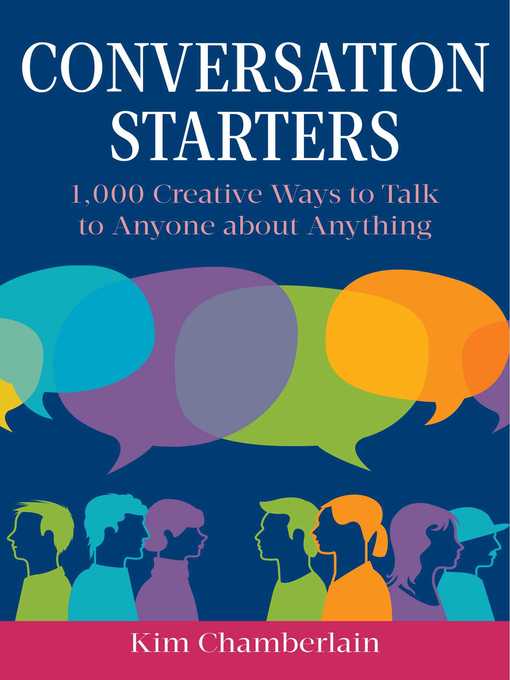 CONVERSATION
STARTERS
1,000 Creative Ways to Talk
to Anyone about Anything
Kim Chamberlain